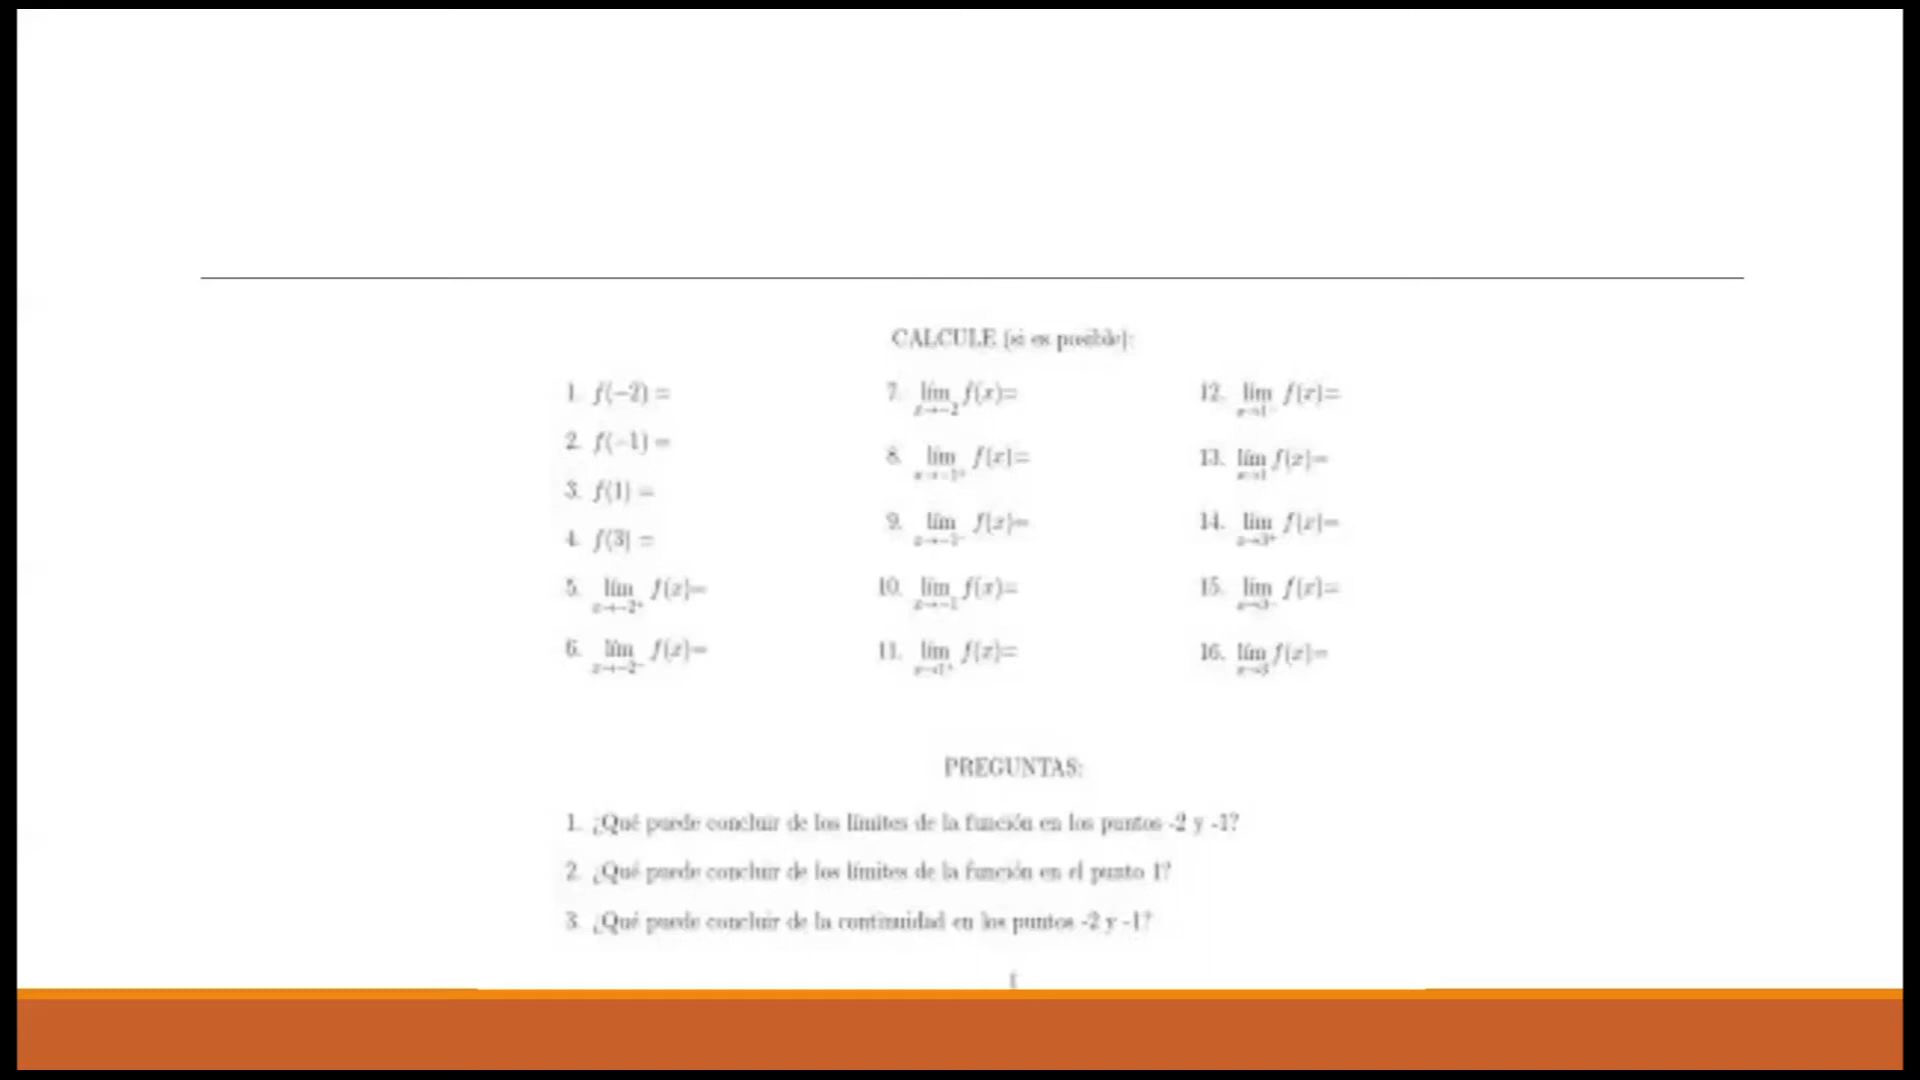 CALCULE (si es posible):
1. f(−2) =
2. f(−1) =
3. f(1) =
4. f(3) =
5. lím x→−2⁺ f(x)=
6. lím x→−2⁻ f(x)=
7. lím x→−2 f(x)=
8. lím x→−1⁺ f(x)=
9. lím x→−1⁻ f(x)=
10. lím x→−1 f(x)=
11. lím x→1⁺ f(x)=
12. lím x→1⁻ f(x)=
13. lím x→1 f(x)=
14. lím x→3⁺ f(x)=
15. lím x→3⁻ f(x)=
16. lím x→3 f(x)=
PREGUNTAS:
1. ¿Qué puede concluir de los límites de la función en los puntos -2 y -1?
2. ¿Qué puede concluir de los límites de la función en el punto 1?
3. ¿Qué puede concluir de la continuidad en los puntos -2 y -1?